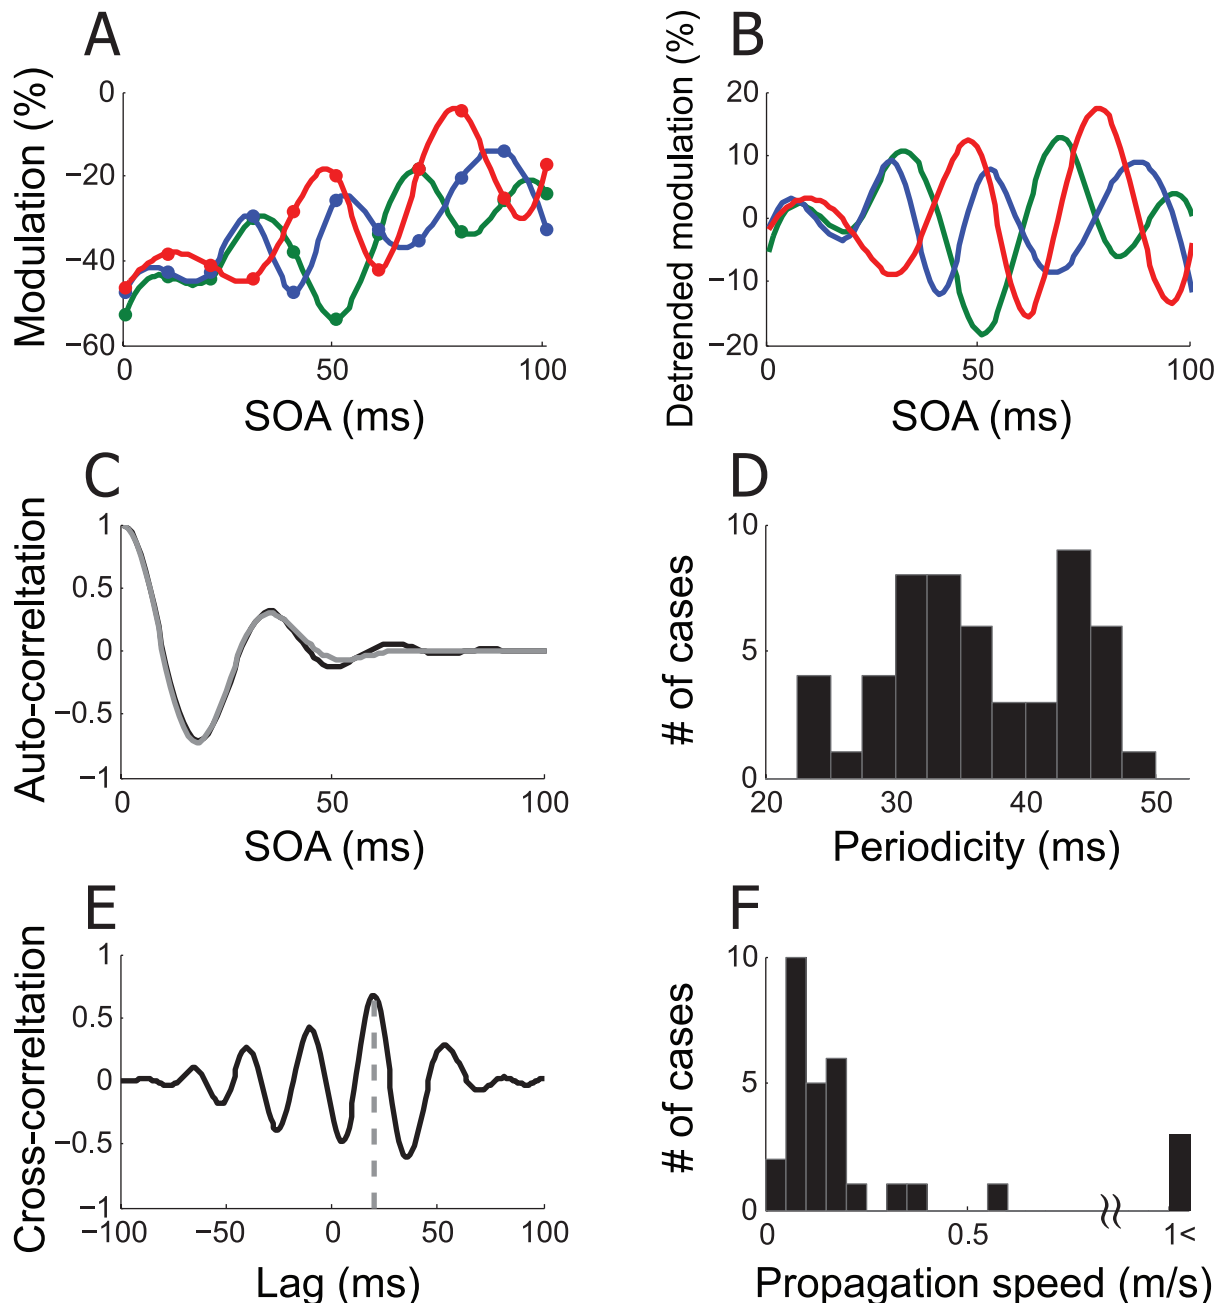 A
Modulation (%)
0
−20
−40
−60
0
50
100
SOA (ms)
B
Detrended modulation (%)
20
10
0
−10
−20
0
50
100
SOA (ms)
C
Auto-correltation
1
0.5
0
−0.5
−1
0
50
100
SOA (ms)
D
# of cases
10
5
0
20
30
40
50
Periodicity (ms)
E
Cross-correltation
1
0.5
0
−0.5
−1
−100
−50
0
50
100
Lag (ms)
F
# of cases
10
5
0
0
0.5
1<
Propagation speed (m/s)